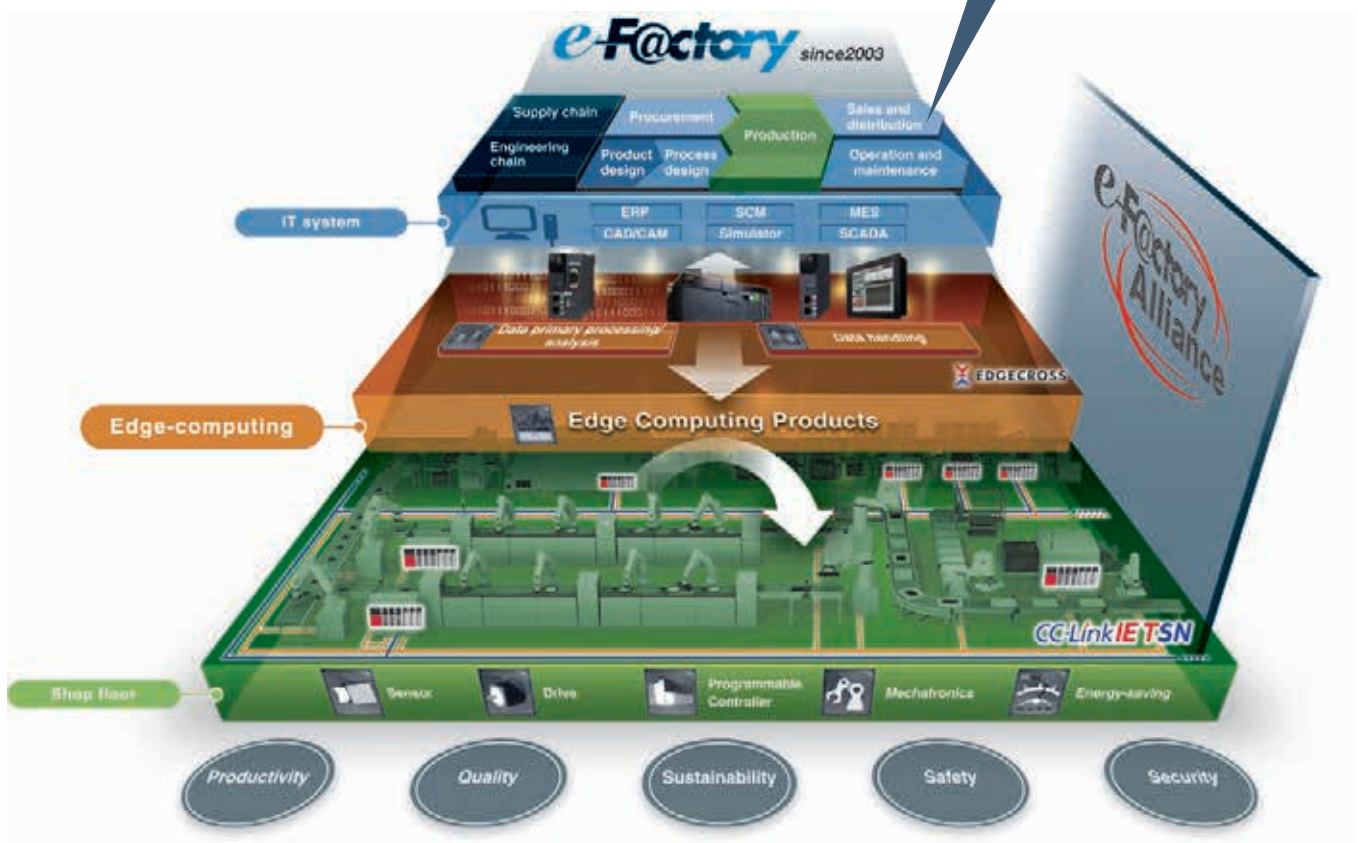 e-F@ctory since2003
Supply chain
Procurement
Production
Sales and
distribution
Engineering
chain
Product
design
Process
design
Operation and
maintenance
IT system
ERP
SCM
MES
CAD/CAM
Simulator
SCADA
Data primary processing/
analysis
Data handling
EDGECROSS
Edge-computing
Edge Computing Products
e-F@ctory
Alliance
CC-Link IE TSN
Shop floor
Sensor
Drive
Programmable
Controller
Mechatronics
Energy-saving
Productivity
Quality
Sustainability
Safety
Security